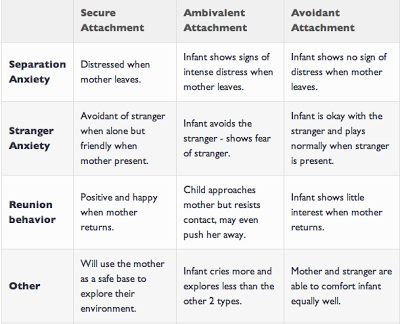 Secure
Attachment
Ambivalent
Attachment
Avoidant
Attachment
Separation
Anxiety
Distressed when
mother leaves.
Infant shows signs of
intense distress when
mother leaves.
Infant shows no sign of
distress when mother
leaves.
Stranger
Anxiety
Avoidant of stranger
when alone but
friendly when
mother present.
Infant avoids the
stranger - shows fear
of stranger.
Infant is okay with the
stranger and plays
normally when stranger
is present.
Reunion
behavior
Positive and happy
when mother
returns.
Child approaches
mother but resists
contact, may even
push her away.
Infant shows little
interest when mother
returns.
Other
Will use the mother
as a safe base to
explore their
environment.
Infant cries more and
explores less than the
other 2 types.
Mother and stranger are
able to comfort infant
equally well.